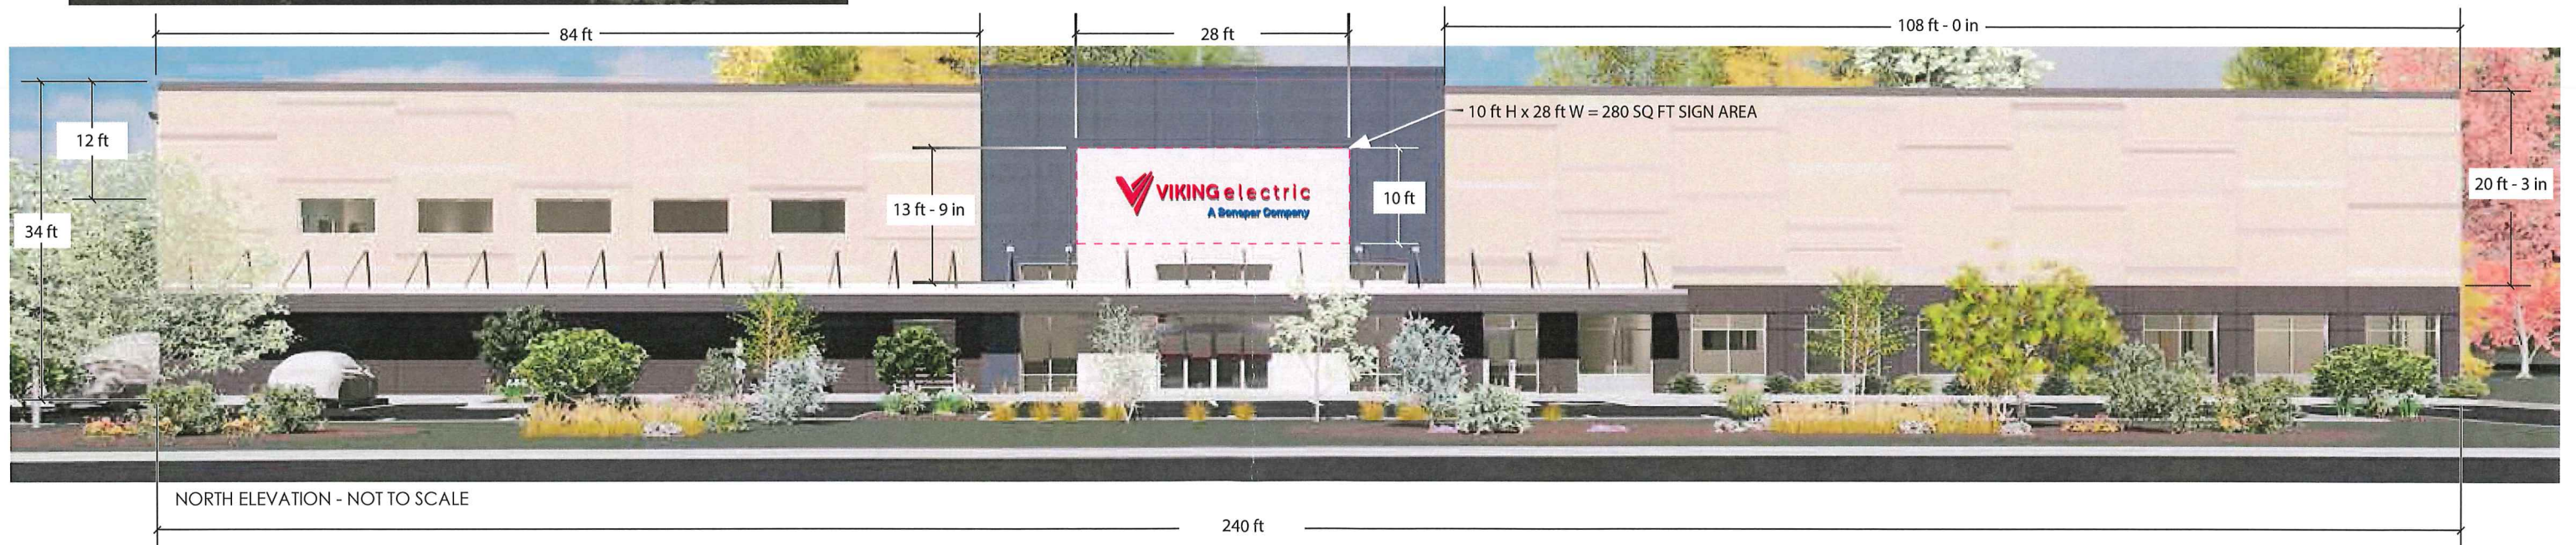 84 ft
28 ft
108 ft - 0 in
10 ft H x 28 ft W = 280 SQ FT SIGN AREA
12 ft
20 ft - 3 in
VIKINGelectric
A Sonepar Company
10 ft
13 ft - 9 in
34 ft
NORTH ELEVATION - NOT TO SCALE
240 ft